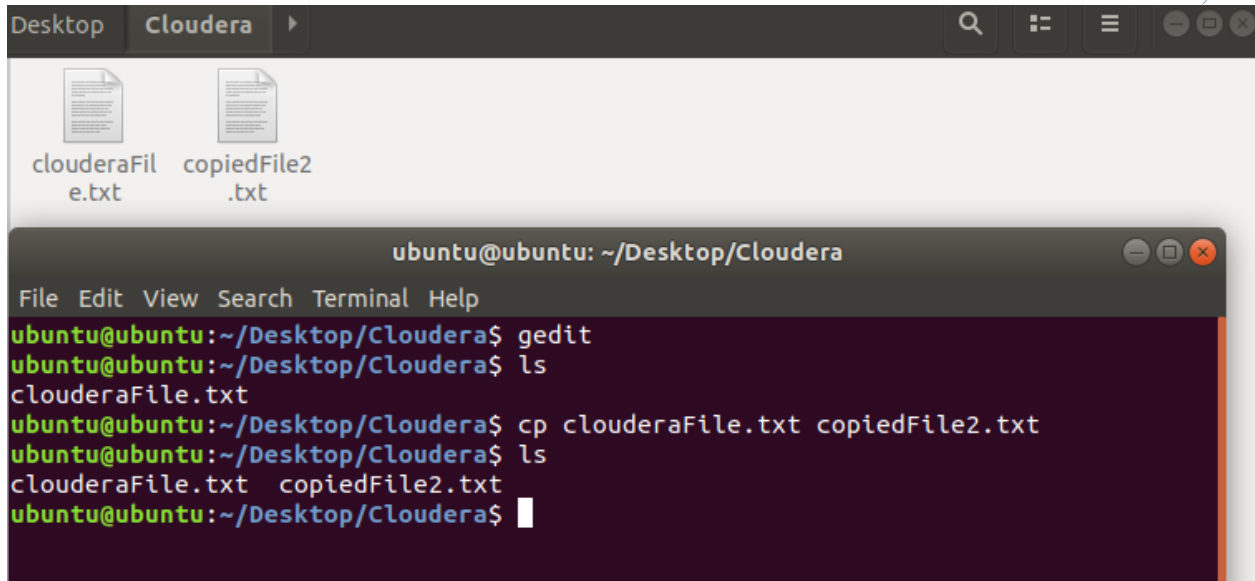 Desktop Cloudera
clouderaFil copiedFile2
e.txt .txt
ubuntu@ubuntu: ~/Desktop/Cloudera
File Edit View Search Terminal Help
ubuntu@ubuntu:~/Desktop/Cloudera$ gedit
ubuntu@ubuntu:~/Desktop/Cloudera$ ls
clouderaFile.txt
ubuntu@ubuntu:~/Desktop/Cloudera$ cp clouderaFile.txt copiedFile2.txt
ubuntu@ubuntu:~/Desktop/Cloudera$ ls
clouderaFile.txt  copiedFile2.txt
ubuntu@ubuntu:~/Desktop/Cloudera$